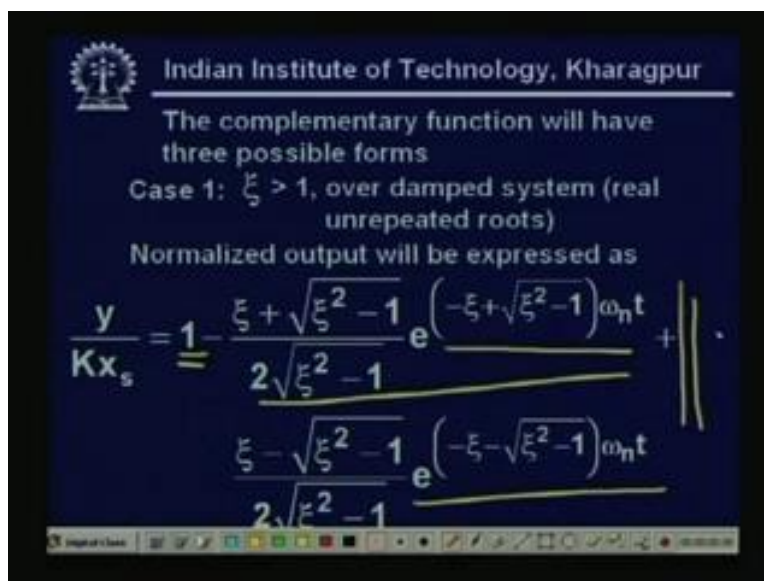 Indian Institute of Technology, Kharagpur
The complementary function will have
three possible forms
Case 1: ξ > 1, over damped system (real
unrepeated roots)
Normalized output will be expressed as
y/Kxₛ = 1 - (ξ + √(ξ² - 1))/(2√(ξ² - 1)) e^((-ξ+√(ξ²-1))ωₙt) +
(ξ - √(ξ² - 1))/(2√(ξ² - 1)) e^((-ξ-√(ξ²-1))ωₙt)